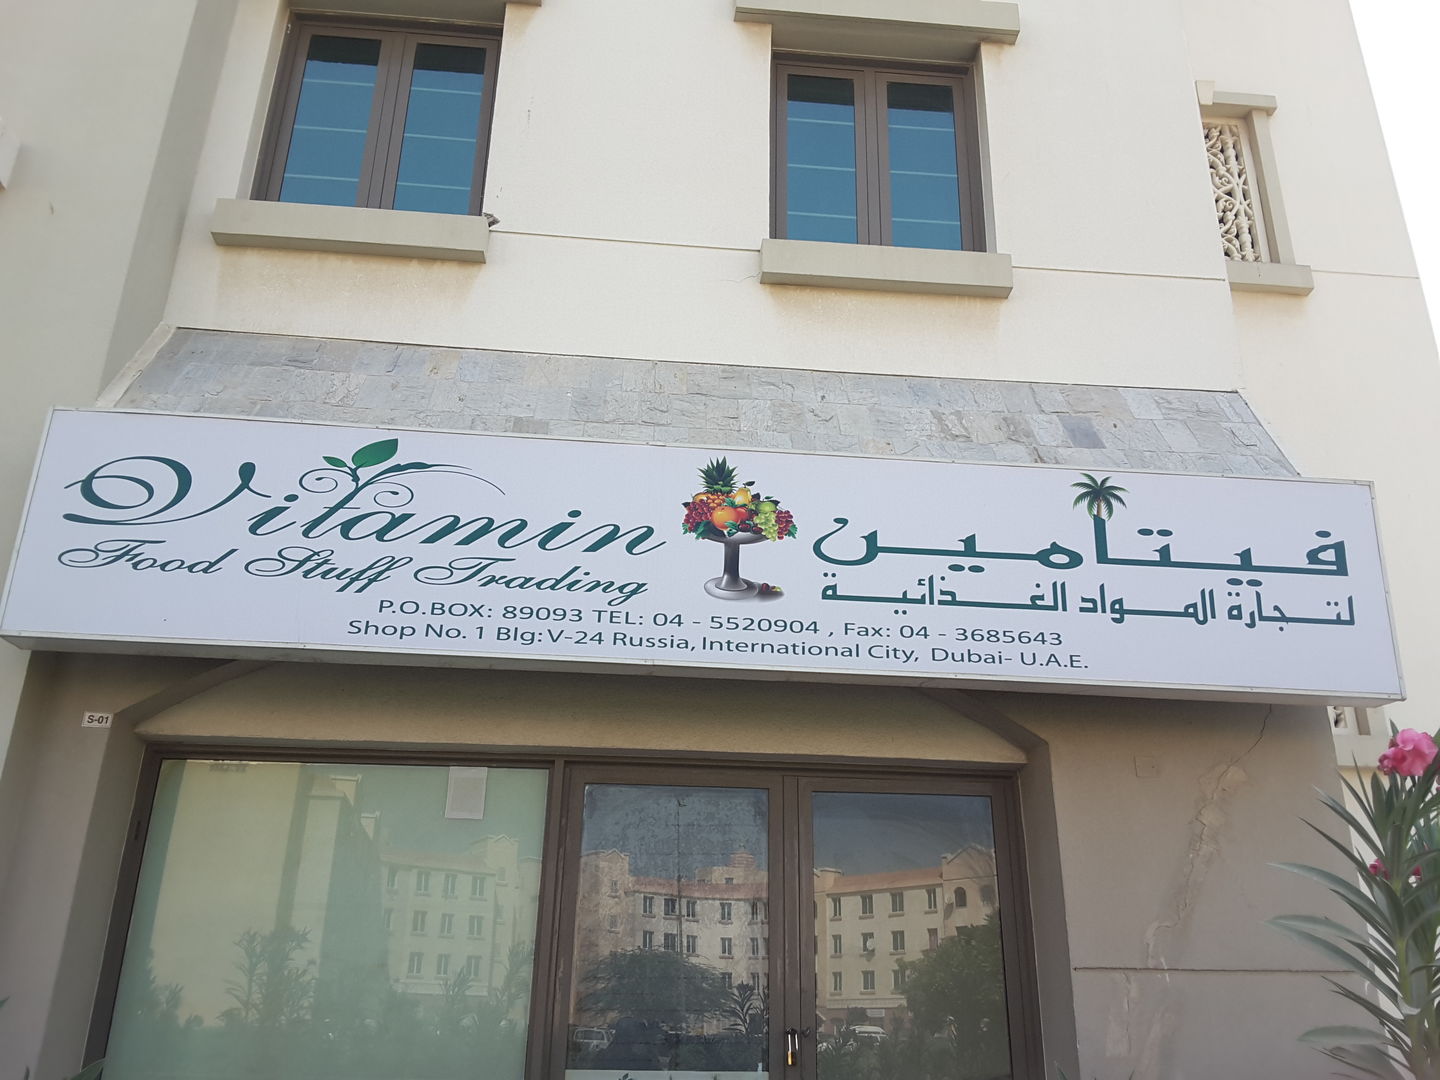 Vitamin
Food Stuff Trading
فيتامين
لتجارة المواد الغذائية
P.O.BOX: 89093 TEL: 04 - 5520904 , Fax: 04 - 3685643
Shop No. 1 Blg: V-24 Russia, International City, Dubai- U.A.E.
S-01